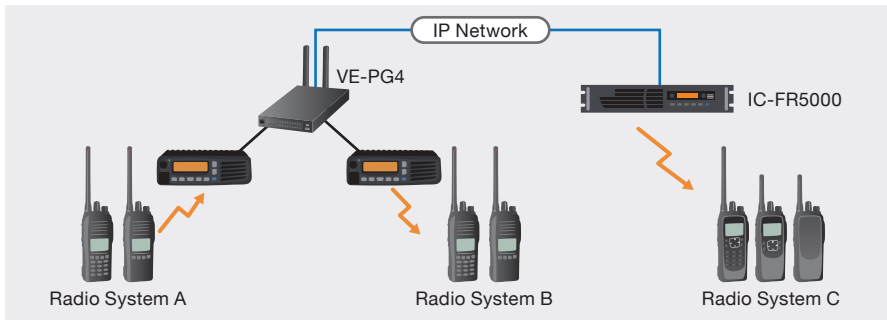 IP Network
VE-PG4
IC-FR5000
Radio System A
Radio System B
Radio System C